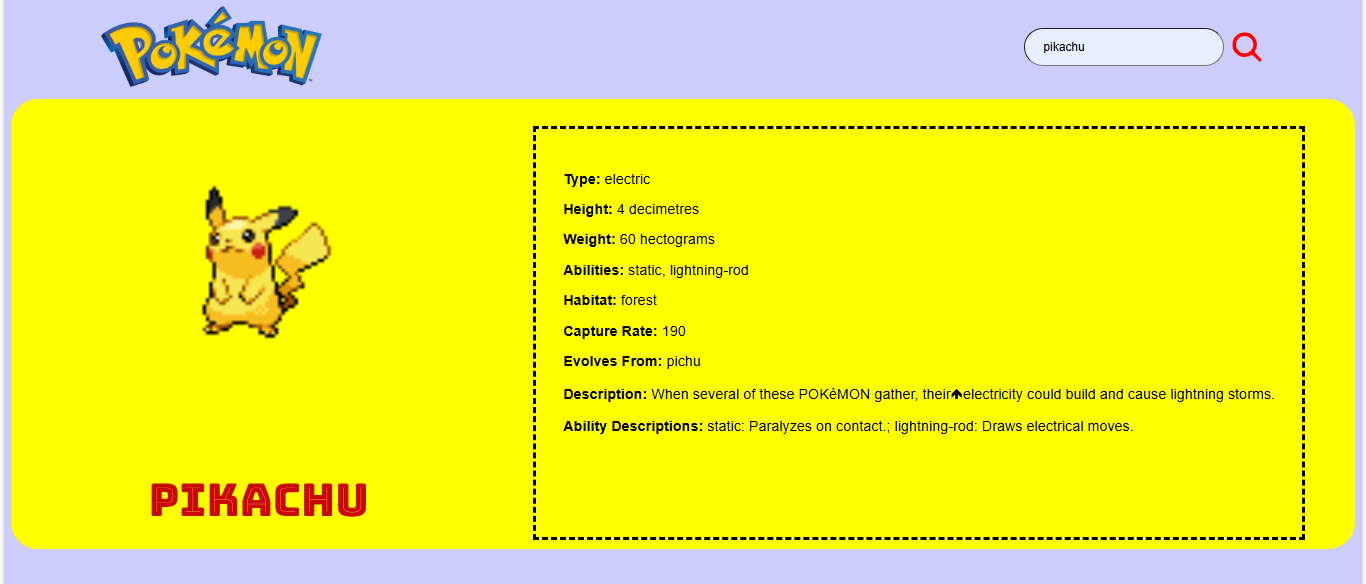 POKéMON
™
pikachu
Type: electric
Height: 4 decimetres
Weight: 60 hectograms
Abilities: static, lightning-rod
Habitat: forest
Capture Rate: 190
Evolves From: pichu
Description: When several of these POKéMON gather, their🡹electricity could build and cause lightning storms.
Ability Descriptions: static: Paralyzes on contact.; lightning-rod: Draws electrical moves.
PIKACHU